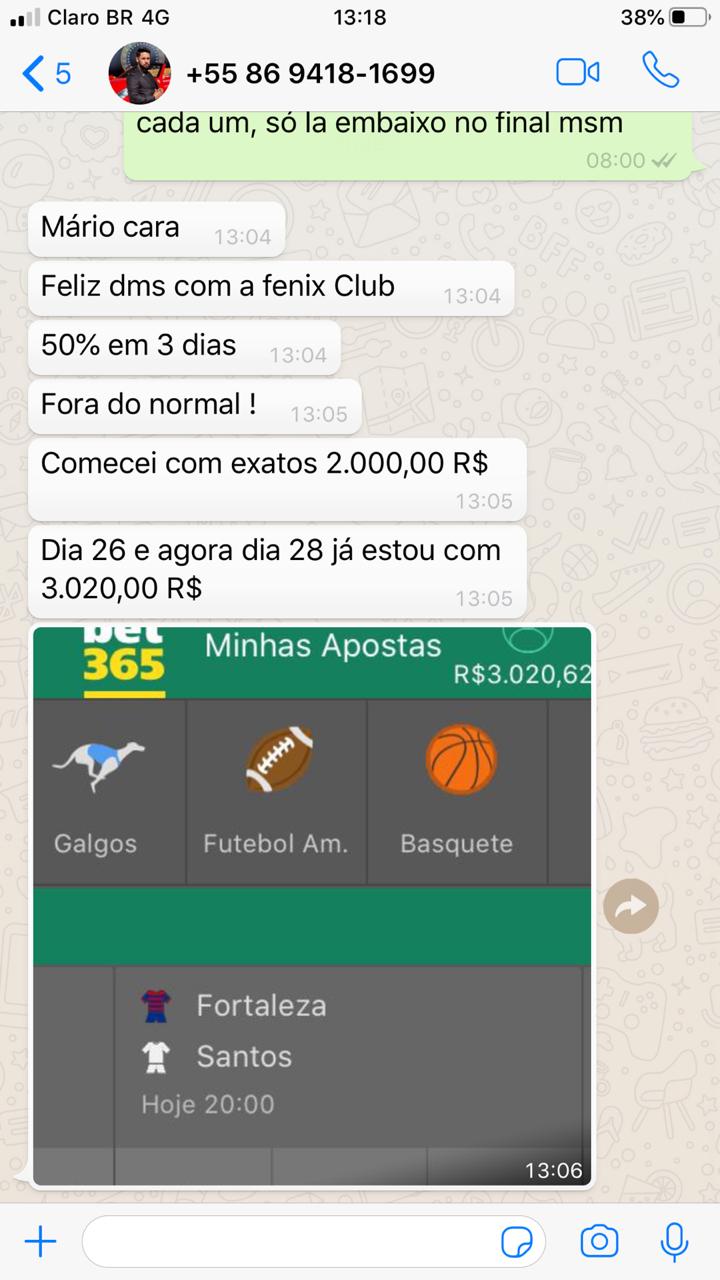 Claro BR 4G
13:18
38%
5
+55 86 9418-1699
cada um, só la embaixo no final msm
08:00
Mário cara
13:04
Feliz dms com a fenix Club
13:04
50% em 3 dias
13:04
Fora do normal !
13:05
Comecei com exatos 2.000,00 R$
13:05
Dia 26 e agora dia 28 já estou com
3.020,00 R$
13:05
bet
365
Minhas Apostas
R$3.020,62
Galgos
Futebol Am.
Basquete
Fortaleza
Santos
Hoje 20:00
13:06